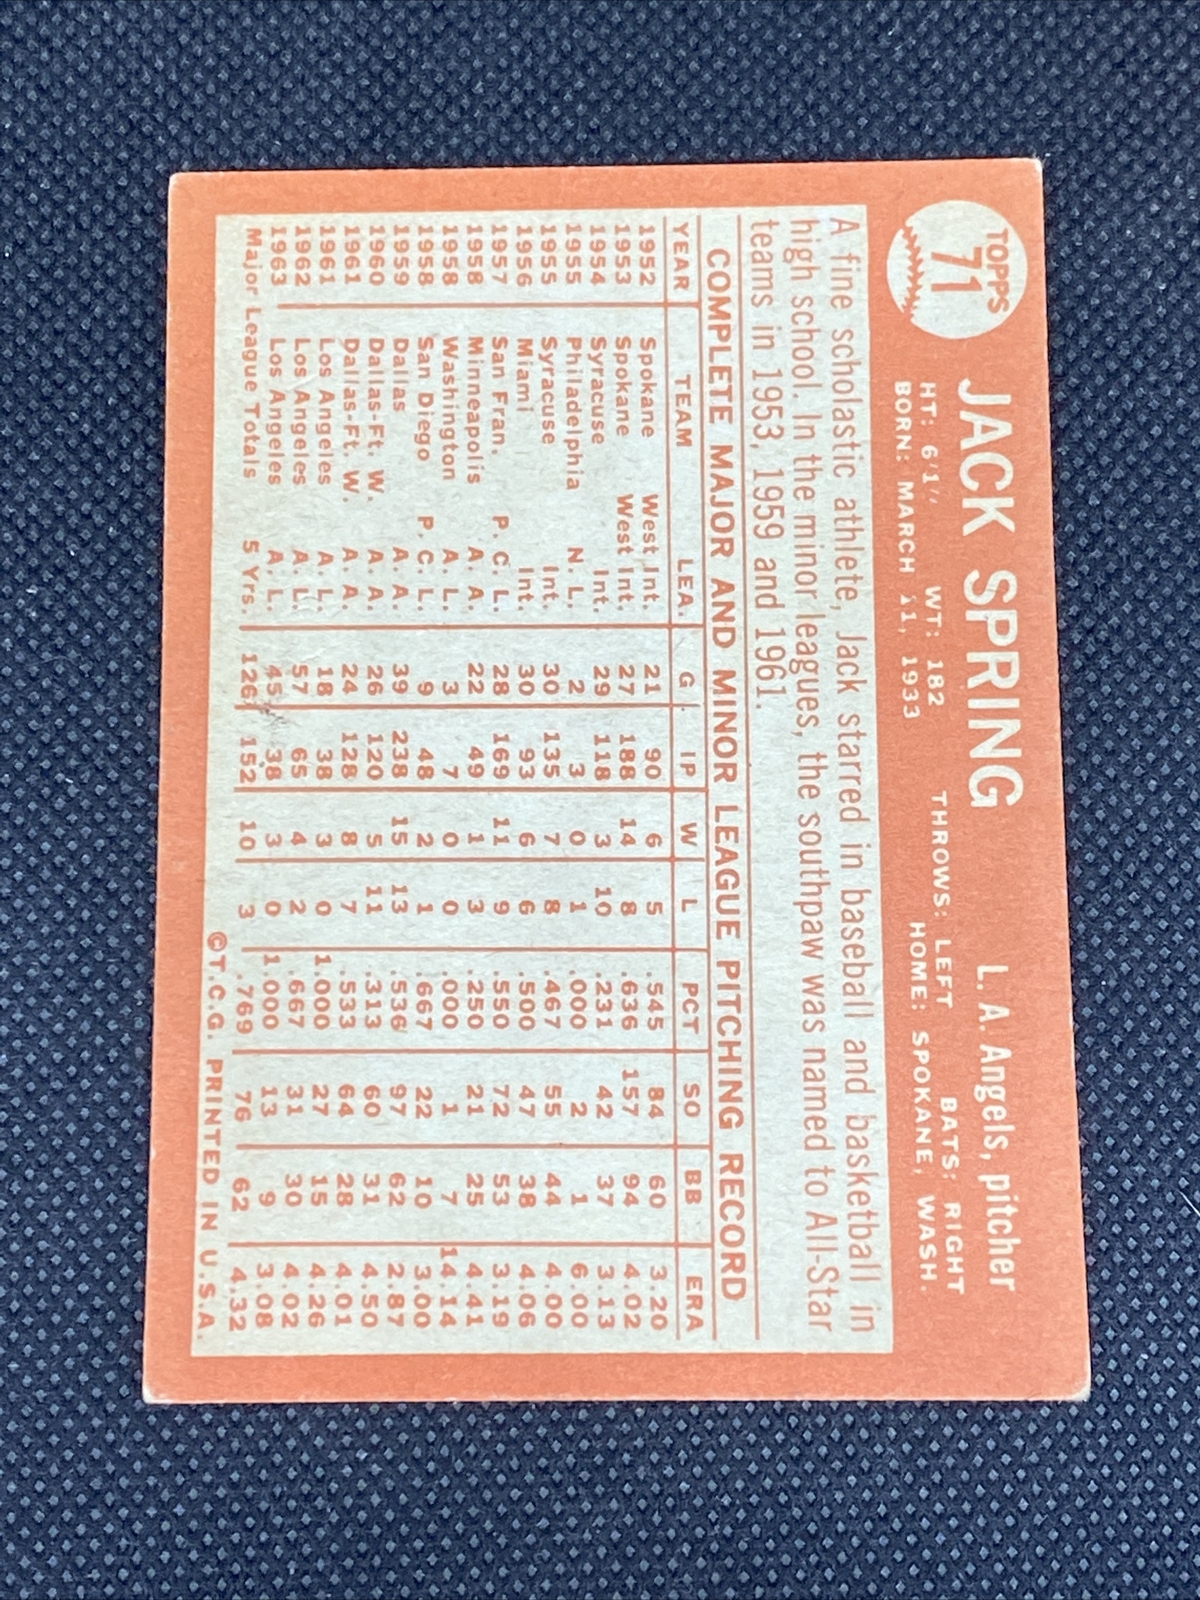 TOPPS
71
JACK SPRING
L. A. Angels, pitcher
HT: 6'1" WT: 182 THROWS: LEFT BATS: RIGHT
BORN: MARCH 11, 1933 HOME: SPOKANE, WASH.
A fine scholastic athlete, Jack starred in baseball and basketball in
high school. In the minor leagues, the southpaw was named to All-Star
teams in 1953, 1959 and 1961.
COMPLETE MAJOR AND MINOR LEAGUE PITCHING RECORD
YEAR TEAM LEA. G IP W L PCT SO BB ERA
1952 Spokane West Int. 21 90 6 5 .545 84 60 3.20
1953 Spokane West Int. 27 188 14 8 .636 157 94 4.02
1954 Syracuse Int. 29 118 3 10 .231 42 37 3.13
1955 Philadelphia N. L. 2 3 0 1 .000 2 1 6.00
1955 Syracuse Int. 30 135 7 8 .467 55 44 4.00
1956 Miami Int. 30 93 6 6 .500 47 38 4.06
1957 San Fran. P. C. L. 28 169 11 9 .550 72 53 3.19
1958 Minneapolis A. A. 22 49 1 3 .250 21 25 4.41
1958 Washington A. L. 3 7 0 0 .000 1 7 14.14
1958 San Diego P. C. L. 9 48 2 1 .667 22 10 3.00
1959 Dallas A. A. 39 238 15 13 .536 97 62 2.87
1960 Dallas-Ft. W. A. A. 26 120 5 11 .313 60 31 4.50
1961 Dallas-Ft. W. A. A. 24 128 8 7 .533 64 28 4.01
1961 Los Angeles A. L. 18 38 3 0 1.000 27 15 4.26
1962 Los Angeles A. L. 57 65 4 2 .667 31 30 4.02
1963 Los Angeles A. L. 45 38 3 0 1.000 13 9 3.08
Major League Totals 5 Yrs. 126 152 10 3 .769 76 62 4.32
©T.C.G. PRINTED IN U.S.A.